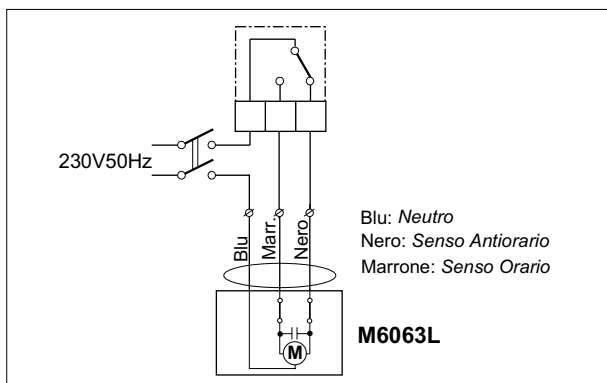 230V50Hz
Blu
Marr.
Nero
Blu: Neutro
Nero: Senso Antiorario
Marrone: Senso Orario
M6063L
M